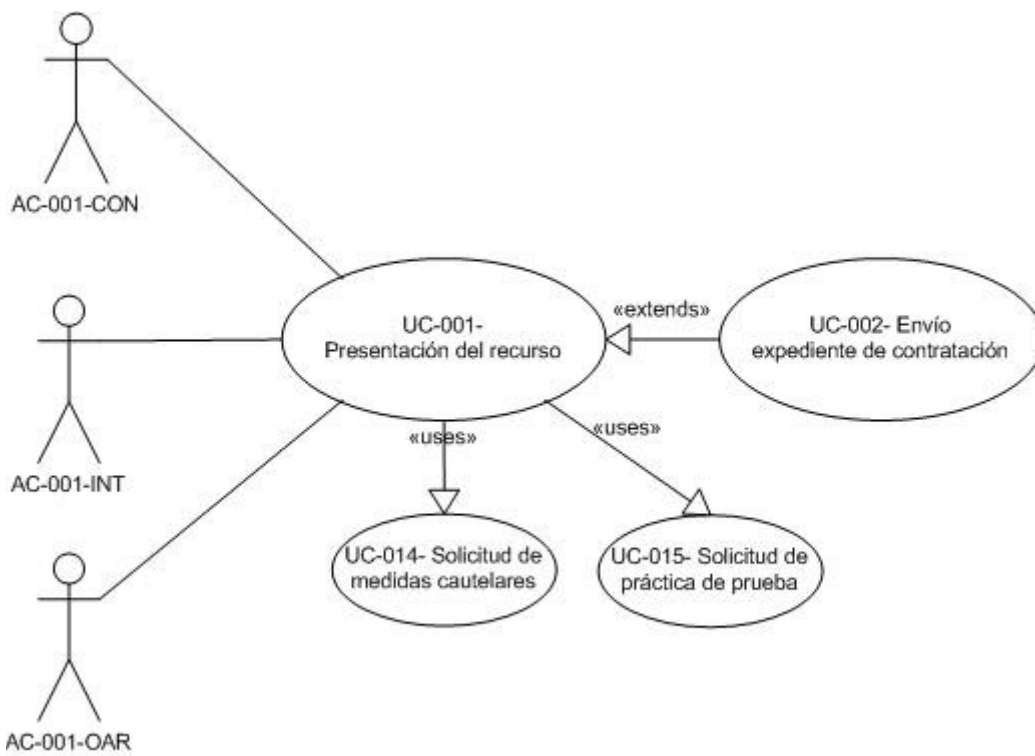 AC-001-CON
AC-001-INT
AC-001-OAR
UC-001-
Presentación del recurso
«extends»
UC-002- Envío
expediente de contratación
«uses»
«uses»
UC-014- Solicitud de
medidas cautelares
UC-015- Solicitud de
práctica de prueba